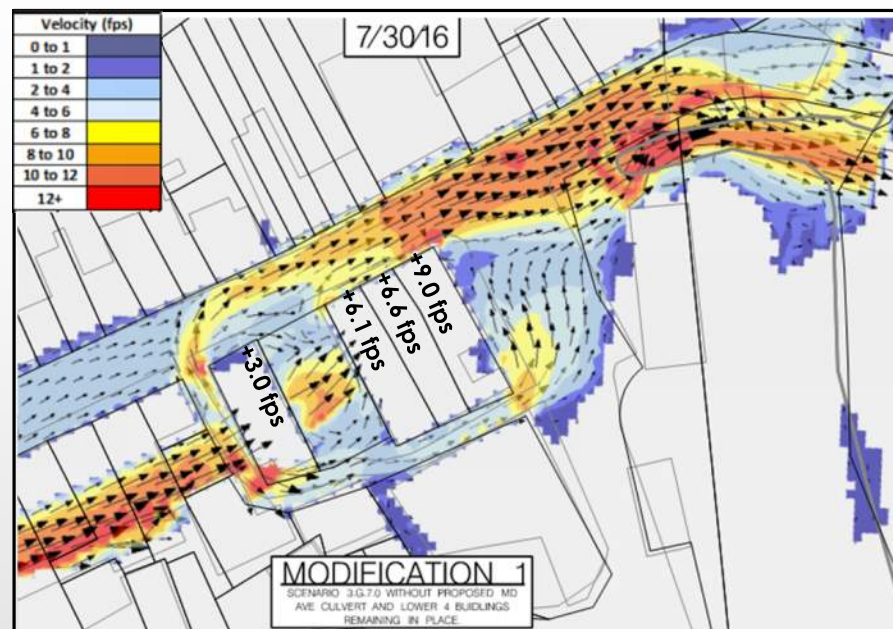 Velocity (fps)
0 to 1
1 to 2
2 to 4
4 to 6
6 to 8
8 to 10
10 to 12
12+
7/30/16
+3.0 fps
+6.1 fps
+6.6 fps
+9.0 fps
MODIFICATION 1
SCENARIO 3.G.7.0 WITHOUT PROPOSED MD
AVE CULVERT AND LOWER 4 BUIDLINGS
REMAINING IN PLACE.